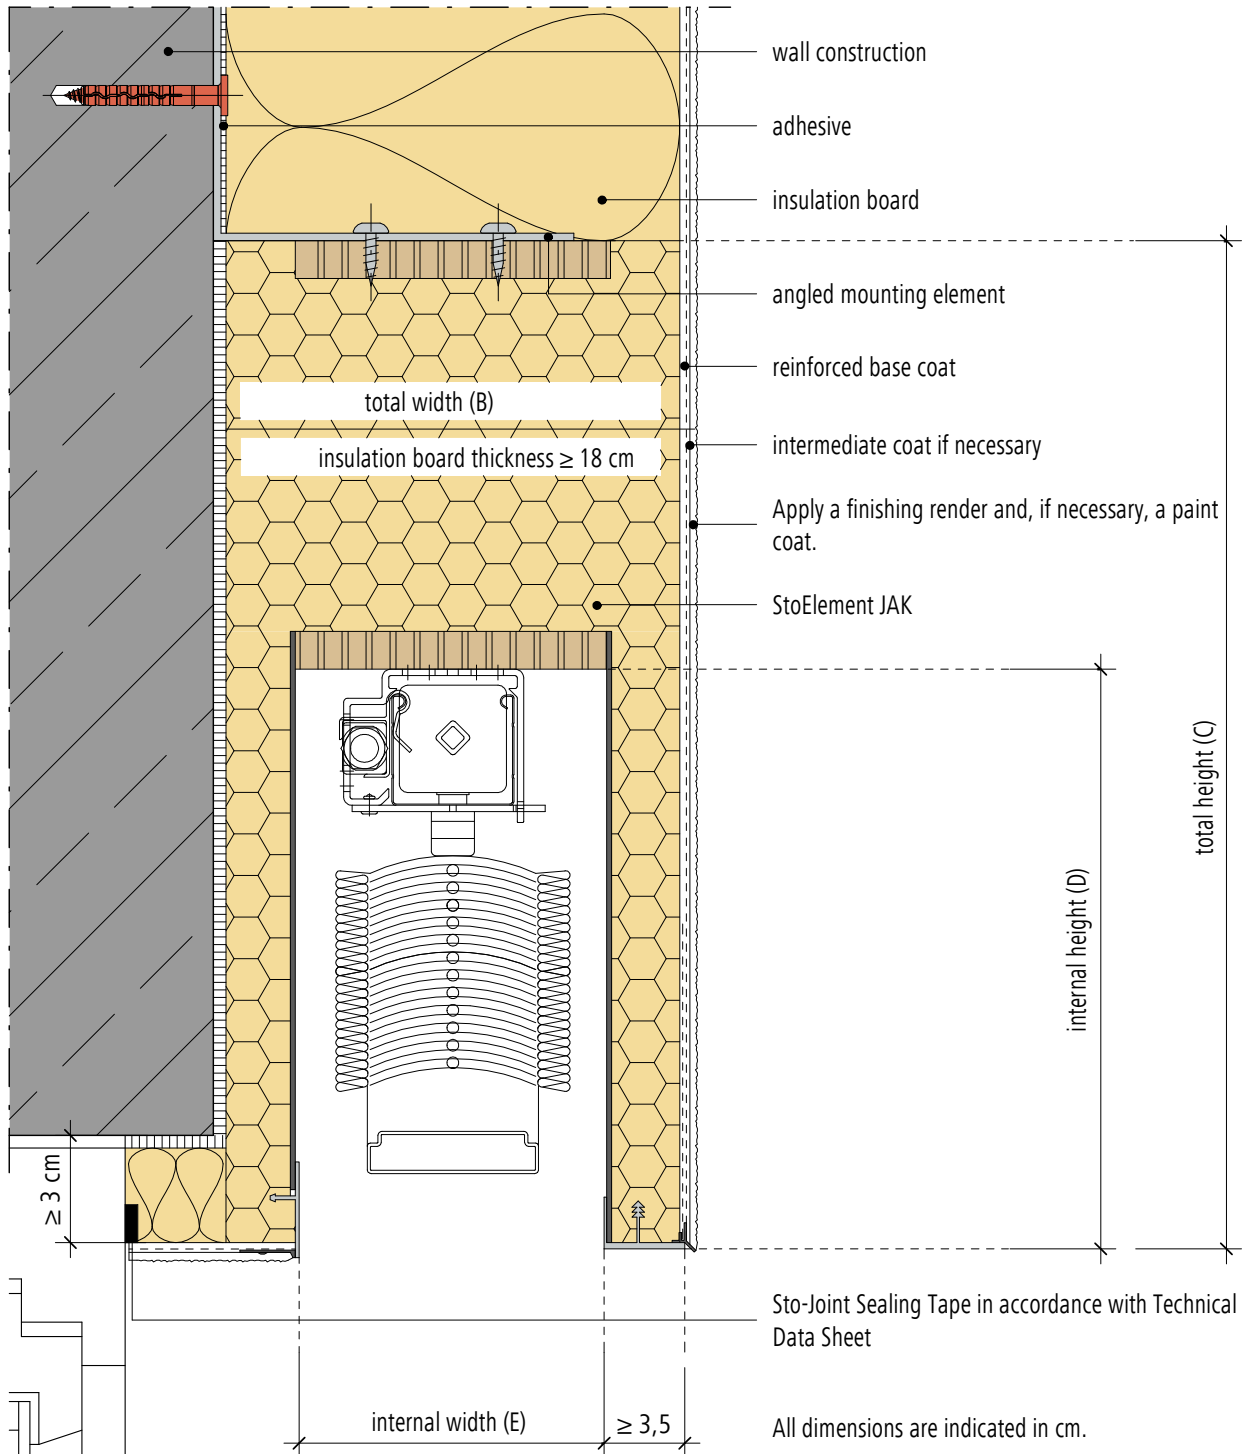 wall construction
adhesive
insulation board
angled mounting element
reinforced base coat
total width (B)
intermediate coat if necessary
insulation board thickness ≥ 18 cm
Apply a finishing render and, if necessary, a paint
coat.
StoElement JAK
total height (C)
internal height (D)
≥ 3 cm
Sto-Joint Sealing Tape in accordance with Technical
Data Sheet
internal width (E)
≥ 3,5
All dimensions are indicated in cm.